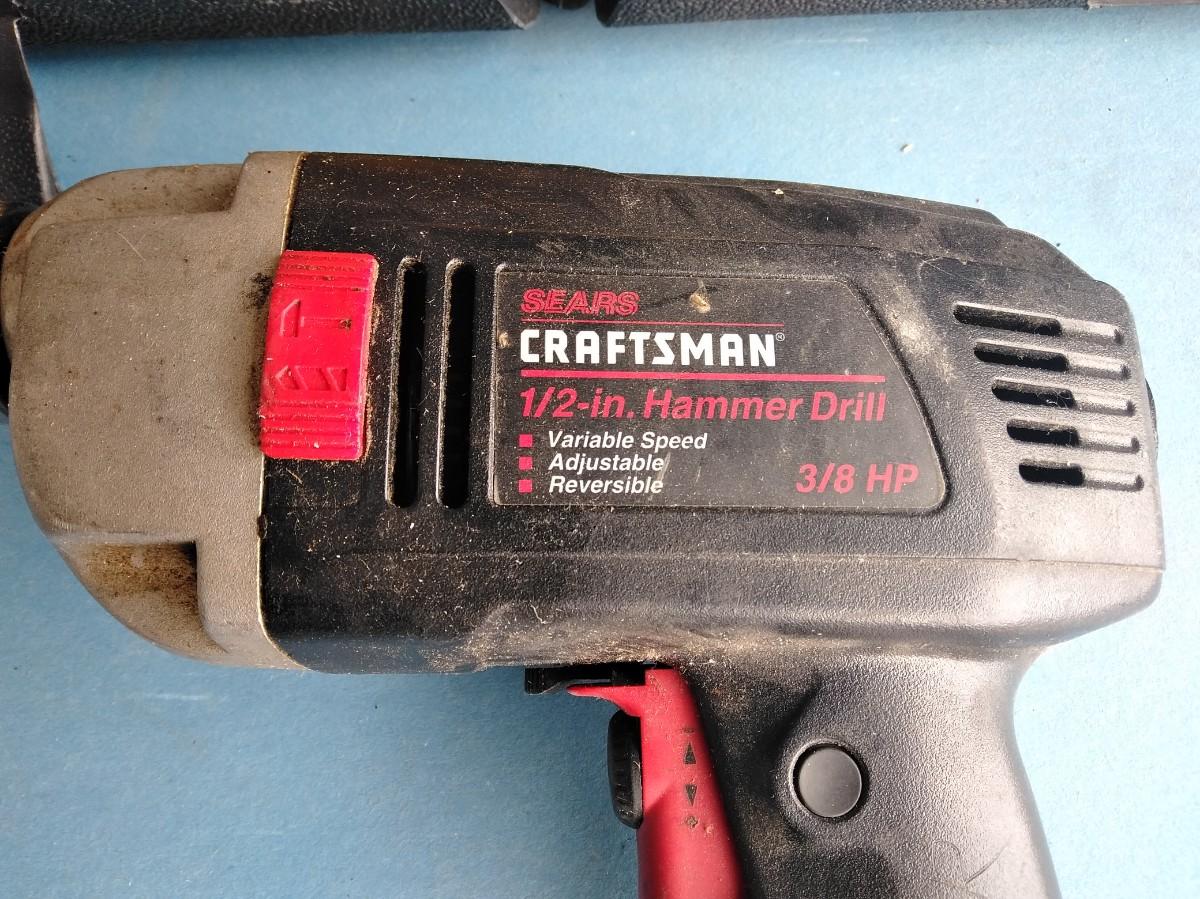 SEARS
CRAFTSMAN®
1/2-in. Hammer Drill
■ Variable Speed
■ Adjustable
■ Reversible
3/8 HP